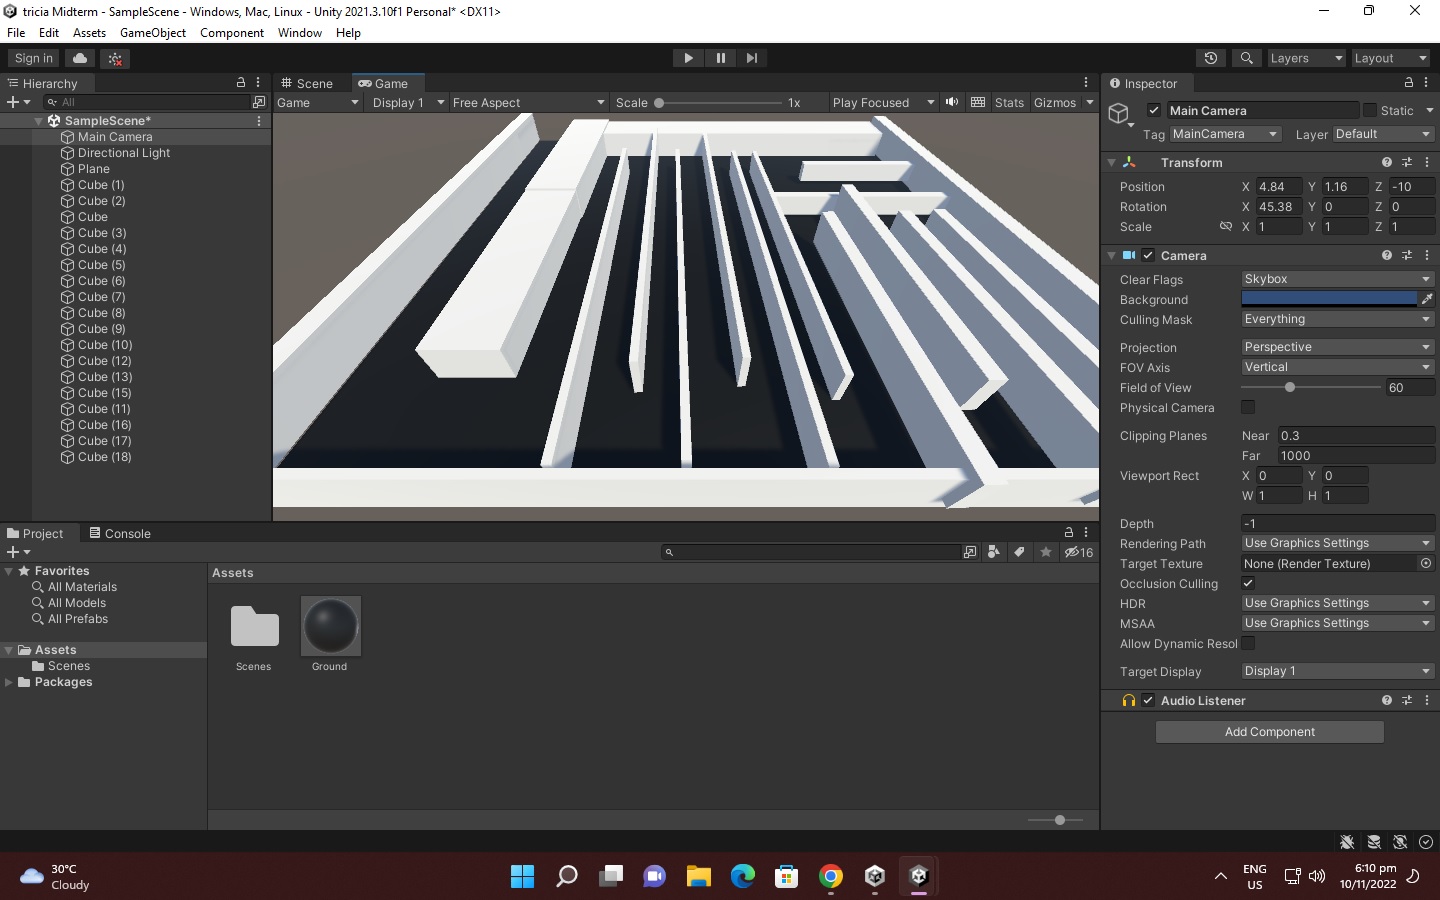 tricia Midterm - SampleScene - Windows, Mac, Linux - Unity 2021.3.10f1 Personal* <DX11>
File Edit Assets GameObject Component Window Help
Sign in
Layers
Layout
Hierarchy
All
SampleScene*
Main Camera
Directional Light
Plane
Cube (1)
Cube (2)
Cube
Cube (3)
Cube (4)
Cube (5)
Cube (6)
Cube (7)
Cube (8)
Cube (9)
Cube (10)
Cube (12)
Cube (13)
Cube (15)
Cube (11)
Cube (16)
Cube (17)
Cube (18)
Scene Game
Game Display 1 Free Aspect Scale 1x Play Focused Stats Gizmos
Inspector
Main Camera Static
Tag MainCamera Layer Default
Transform
Position X 4.84 Y 1.16 Z -10
Rotation X 45.38 Y 0 Z 0
Scale X 1 Y 1 Z 1
Camera
Clear Flags Skybox
Background
Culling Mask Everything
Projection Perspective
FOV Axis Vertical
Field of View 60
Physical Camera
Clipping Planes Near 0.3
Far 1000
Viewport Rect X 0 Y 0
W 1 H 1
Depth -1
Rendering Path Use Graphics Settings
Target Texture None (Render Texture)
Occlusion Culling
HDR Use Graphics Settings
MSAA Use Graphics Settings
Allow Dynamic Resol
Target Display Display 1
Audio Listener
Add Component
Project Console
16
Favorites
All Materials
All Models
All Prefabs
Assets
Scenes
Packages
Assets
Scenes
Ground
30°C
Cloudy
ENG
US
6:10 pm
10/11/2022